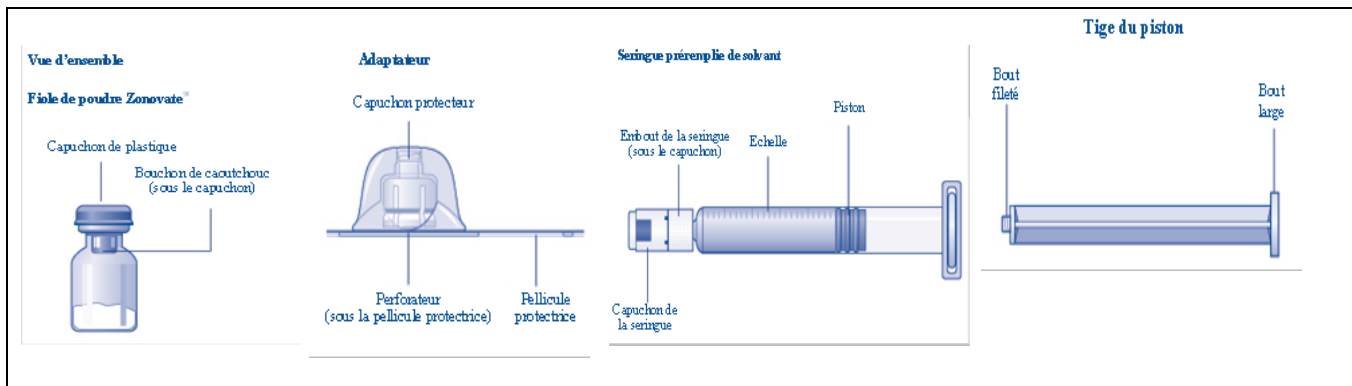 Vue d'ensemble
Fiole de poudre Zonovate
Capuchon de plastique
Bouchon de caoutchouc
(sous le capuchon)
Adaptateur
Capuchon protecteur
Perforateur
(sous la pellicule protectrice)
Pellicule
protectrice
Seringue prérenplie de solvant
Embout de la seringue
(sous le capuchon)
Echelle
Piston
Capuchon de
la seringue
Tige du piston
Bout
fileté
Bout
large